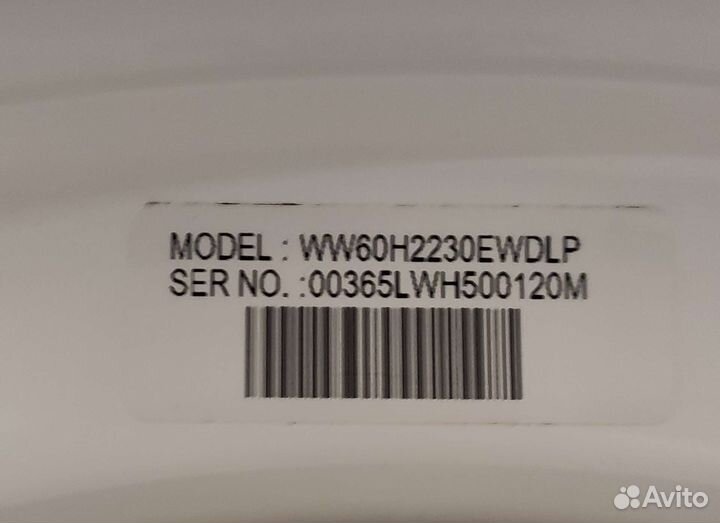 MODEL : WW60H2230EWDLP
SER NO. :00365LWH500120M
Avito